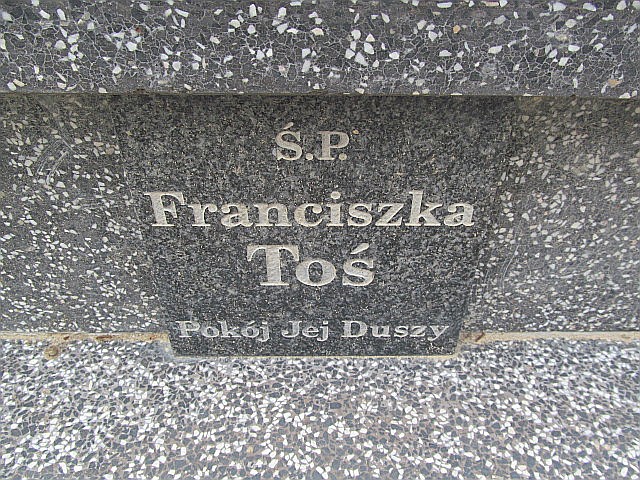 Ś.P.
Franciszka
Toś
Pokój Jej Duszy